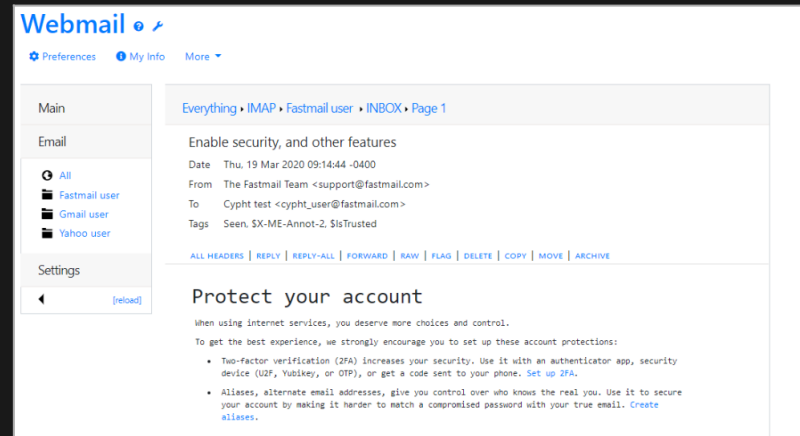 Webmail
Preferences My Info More
Main
Email
All
Fastmail user
Gmail user
Yahoo user
Settings
[reload]
Everything IMAP Fastmail user INBOX Page 1
Enable security, and other features
Date Thu, 19 Mar 2020 09:14:44 -0400
From The Fastmail Team <support@fastmail.com>
To Cypht test <cypht_user@fastmail.com>
Tags Seen, $X-ME-Annot-2, $IsTrusted
ALL HEADERS | REPLY | REPLY-ALL | FORWARD | RAW | FLAG | DELETE | COPY | MOVE | ARCHIVE
Protect your account
When using internet services, you deserve more choices and control.
To get the best experience, we strongly encourage you to set up these account protections:
• Two-factor verification (2FA) increases your security. Use it with an authenticator app, security
device (U2F, Yubikey, or OTP), or get a code sent to your phone. Set up 2FA.
• Aliases, alternate email addresses, give you control over who knows the real you. Use it to secure
your account by making it harder to match a compromised password with your true email. Create
aliases.